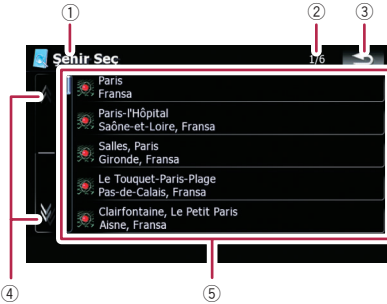 ① ② ③
Şehir Seç 1/6
Paris
Fransa
Paris-l'Hôpital
Saône-et-Loire, Fransa
Salles, Paris
Gironde, Fransa
Le Touquet-Paris-Plage
Pas-de-Calais, Fransa
Clairfontaine, Le Petit Paris
Aisne, Fransa
④ ⑤